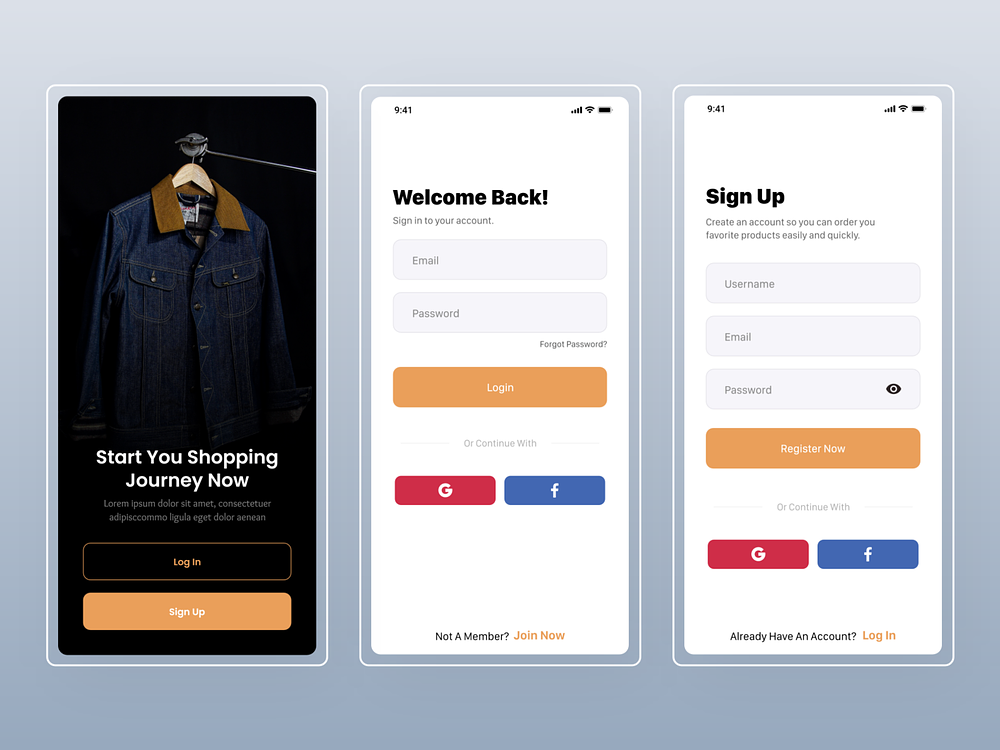 Start You Shopping
Journey Now
Lorem ipsum dolor sit amet, consectetuer
adipisccommo ligula eget dolor aenean
Log In
Sign Up
9:41
Welcome Back!
Sign in to your account.
Email
Password
Forgot Password?
Login
Or Continue With
G
f
Not A Member? Join Now
9:41
Sign Up
Create an account so you can order you
favorite products easily and quickly.
Username
Email
Password
Register Now
Or Continue With
G
f
Already Have An Account? Log In